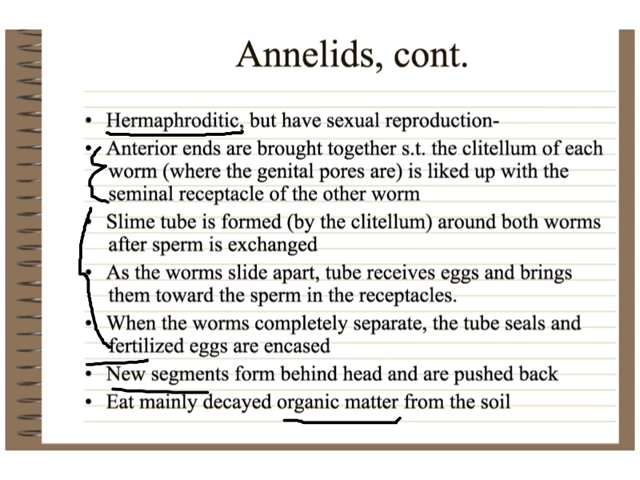 Annelids, cont.
• Hermaphroditic, but have sexual reproduction-
• Anterior ends are brought together s.t. the clitellum of each
worm (where the genital pores are) is liked up with the
seminal receptacle of the other worm
• Slime tube is formed (by the clitellum) around both worms
after sperm is exchanged
• As the worms slide apart, tube receives eggs and brings
them toward the sperm in the receptacles.
• When the worms completely separate, the tube seals and
fertilized eggs are encased
• New segments form behind head and are pushed back
• Eat mainly decayed organic matter from the soil